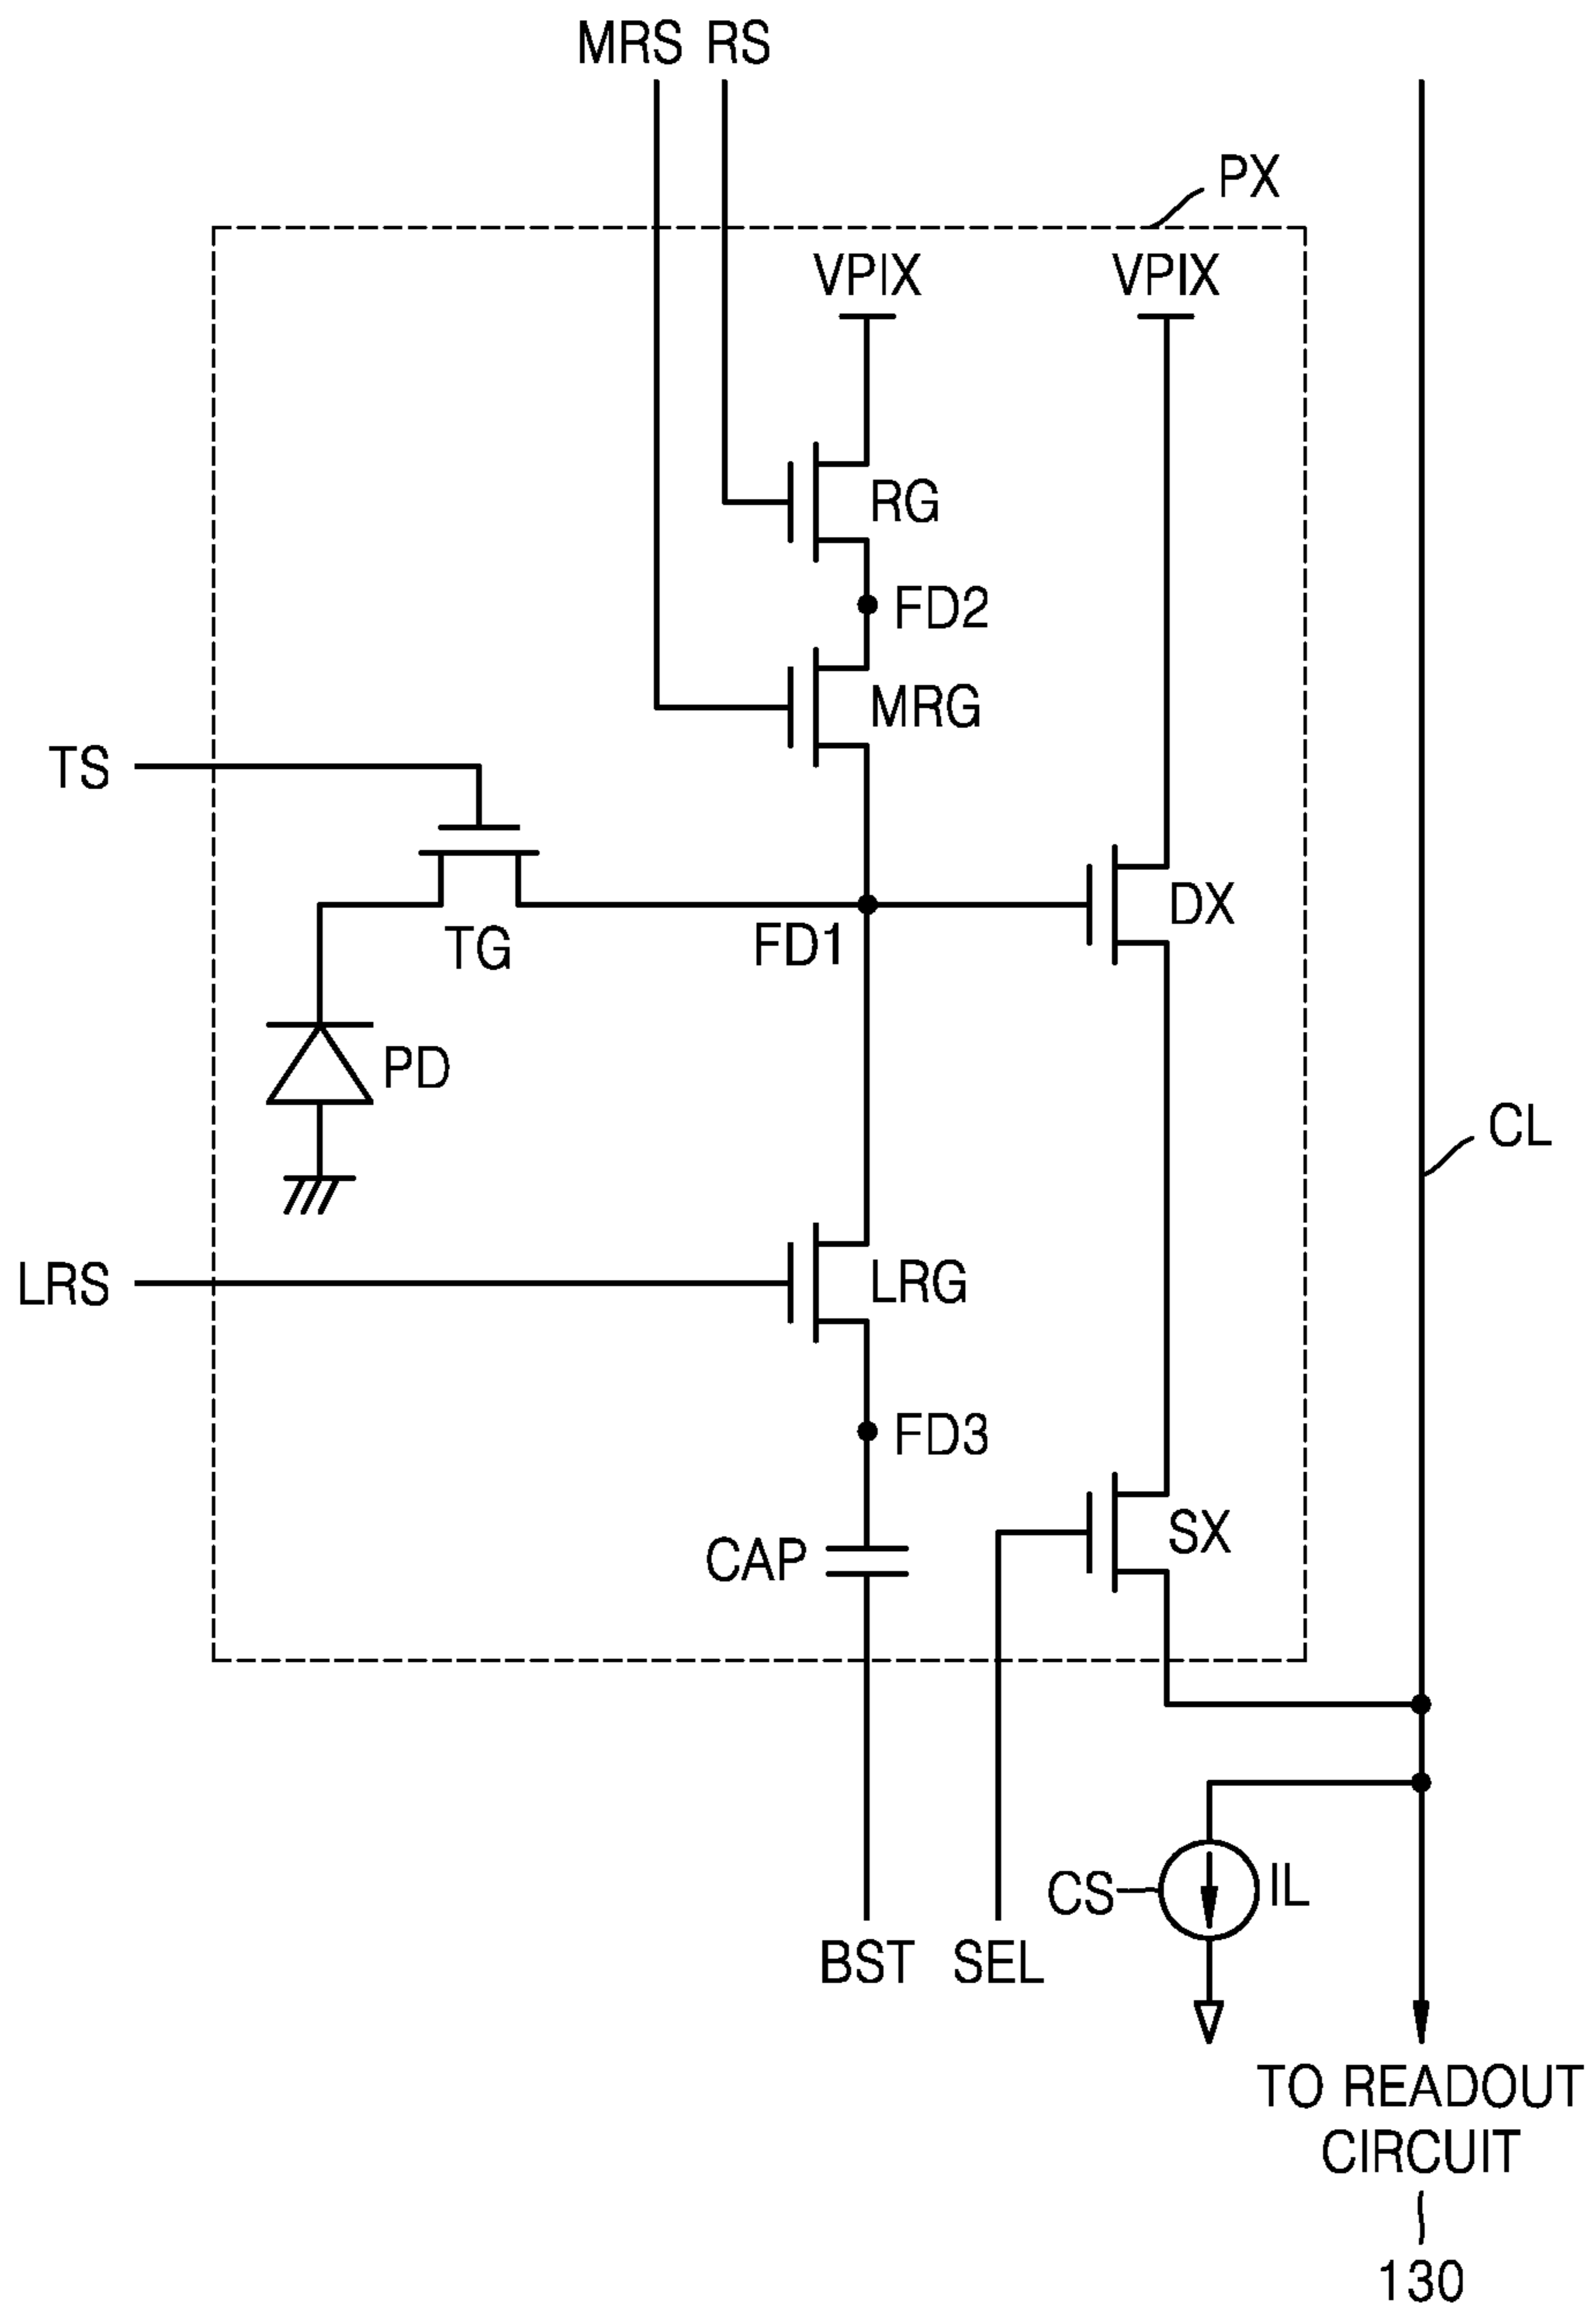 MRS RS
PX
VPIX VPIX
RG
FD2
MRG
TS
DX
TG
FD1
PD
CL
LRS
LRG
FD3
SX
CAP
CS
IL
BST SEL
TO READOUT
CIRCUIT
130